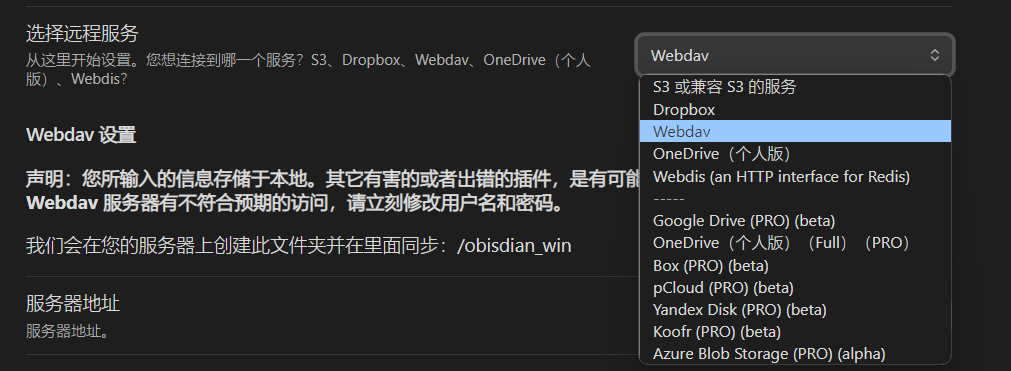 选择远程服务
从这里开始设置。您想连接到哪一个服务？S3、Dropbox、Webdav、OneDrive（个人
版）、Webdis？
Webdav
S3 或兼容 S3 的服务
Dropbox
Webdav
OneDrive（个人版）
Webdis (an HTTP interface for Redis)
-----
Google Drive (PRO) (beta)
OneDrive（个人版）（Full）（PRO）
Box (PRO) (beta)
pCloud (PRO) (beta)
Yandex Disk (PRO) (beta)
Koofr (PRO) (beta)
Azure Blob Storage (PRO) (alpha)
Webdav 设置
声明：您所输入的信息存储于本地。其它有害的或者出错的插件，是有可能
Webdav 服务器有不符合预期的访问，请立刻修改用户名和密码。
我们会在您的服务器上创建此文件夹并在里面同步：/obisdian_win
服务器地址
服务器地址。